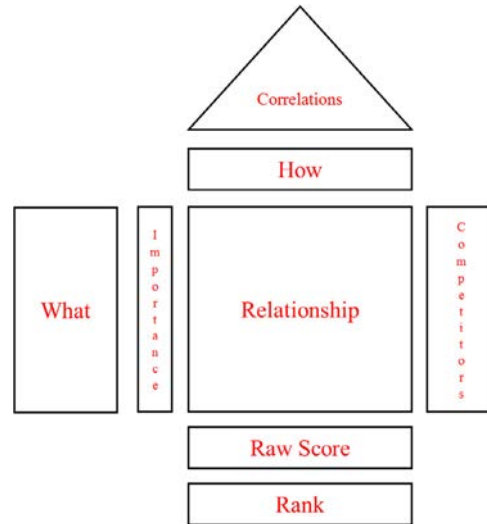 Correlations
How
What
Importance
Relationship
Competitors
Raw Score
Rank